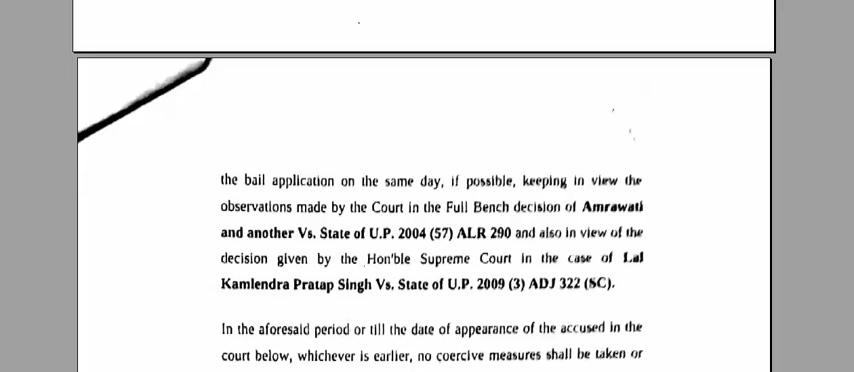 the bail application on the same day, if possible, keeping in view the
observations made by the Court in the Full Bench decision of Amrawati
and another Vs. State of U.P. 2004 (57) ALR 290 and also in view of the
decision given by the Hon'ble Supreme Court in the case of Lal
Kamlendra Pratap Singh Vs. State of U.P. 2009 (3) ADJ 322 (SC).
In the aforesaid period or till the date of appearance of the accused in the
court below, whichever is earlier, no coercive measures shall be taken or